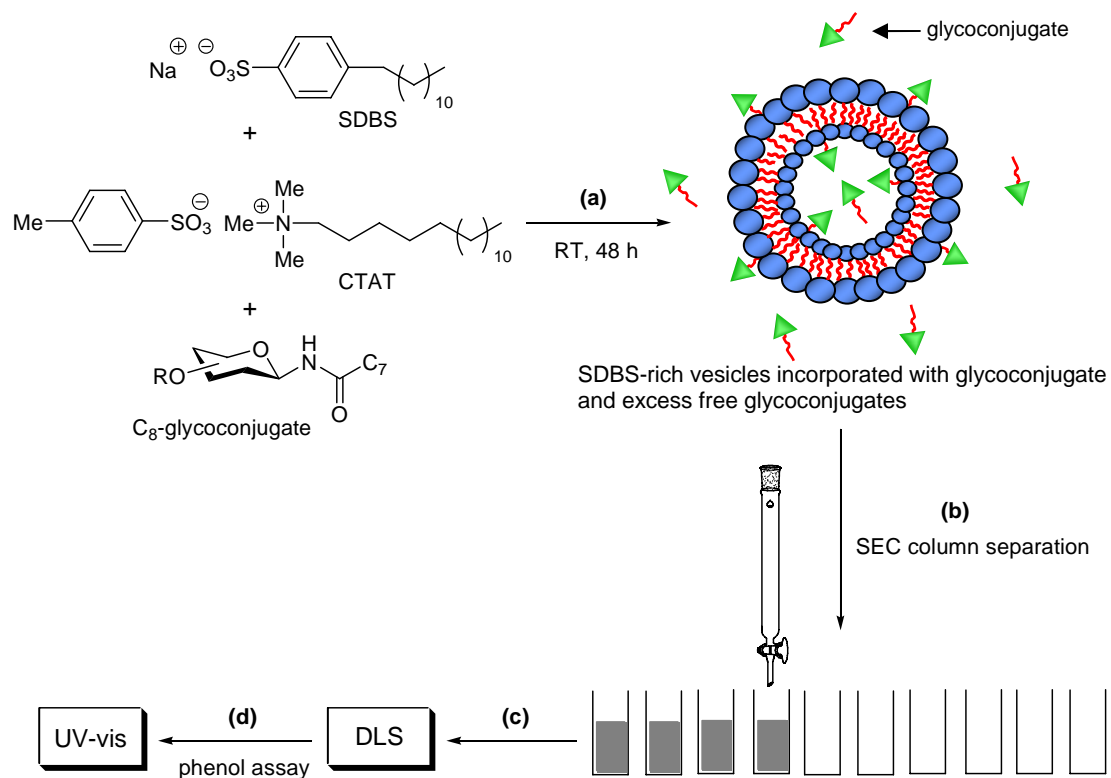 glycoconjugate
⊕ ⊖
Na O₃S
10
SDBS
+
Me SO₃ ⊖
Me
Me N ⊕
Me
10
CTAT
(a)
RT, 48 h
+
RO O H
N C₇
O
C₈-glycoconjugate
SDBS-rich vesicles incorporated with glycoconjugate
and excess free glycoconjugates
(b)
SEC column separation
(c)
(d)
UV-vis
DLS
phenol assay